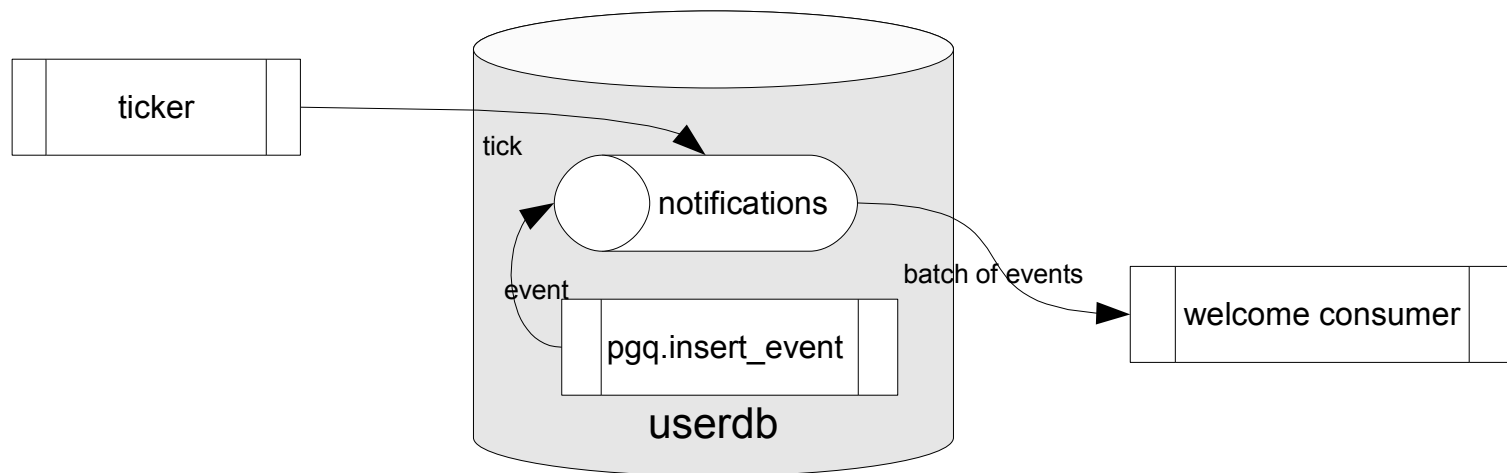 ticker
tick
notifications
batch of events
event
welcome consumer
pgq.insert_event
userdb